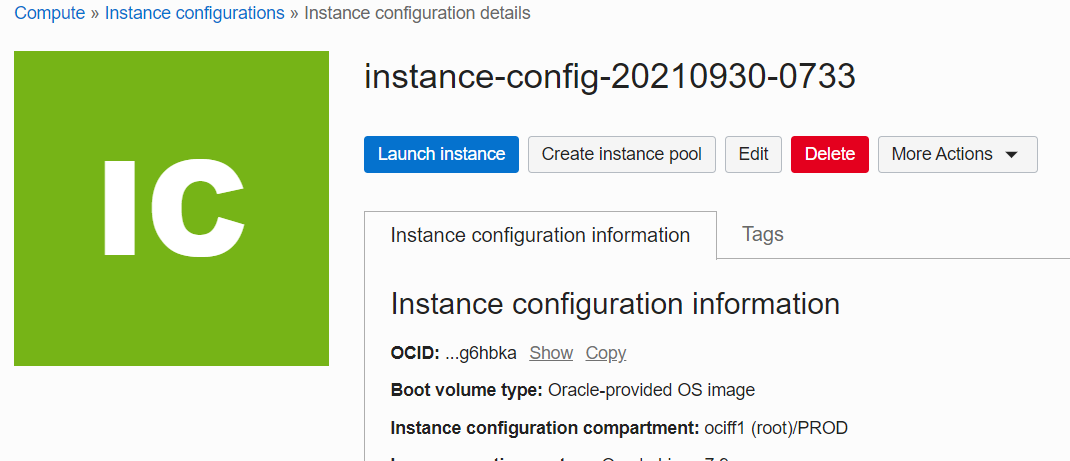 Compute » Instance configurations » Instance configuration details
IC
instance-config-20210930-0733
Launch instance Create instance pool Edit Delete More Actions
Instance configuration information Tags
Instance configuration information
OCID: ...g6hbka Show Copy
Boot volume type: Oracle-provided OS image
Instance configuration compartment: ociff1 (root)/PROD